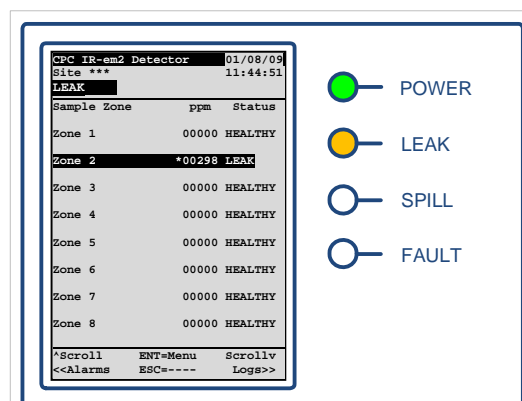 CPC IR-em2 Detector 01/08/09
Site *** 11:44:51
LEAK
Sample Zone ppm Status
Zone 1 00000 HEALTHY
Zone 2 *00298 LEAK
Zone 3 00000 HEALTHY
Zone 4 00000 HEALTHY
Zone 5 00000 HEALTHY
Zone 6 00000 HEALTHY
Zone 7 00000 HEALTHY
Zone 8 00000 HEALTHY
^Scroll ENT=Menu Scrollv
<<Alarms ESC=---- Logs>>
POWER
LEAK
SPILL
FAULT